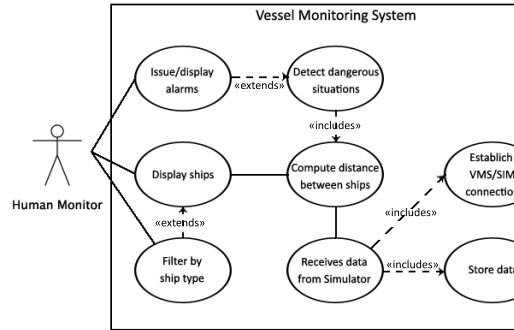 Vessel Monitoring System
Issue/display
alarms
«extends»
Detect dangerous
situations
«includes»
Human Monitor
Display ships
Compute distance
between ships
Establich
VMS/SIM
connection
«extends»
«includes»
Filter by
ship type
Receives data
from Simulator
«includes»
Store data